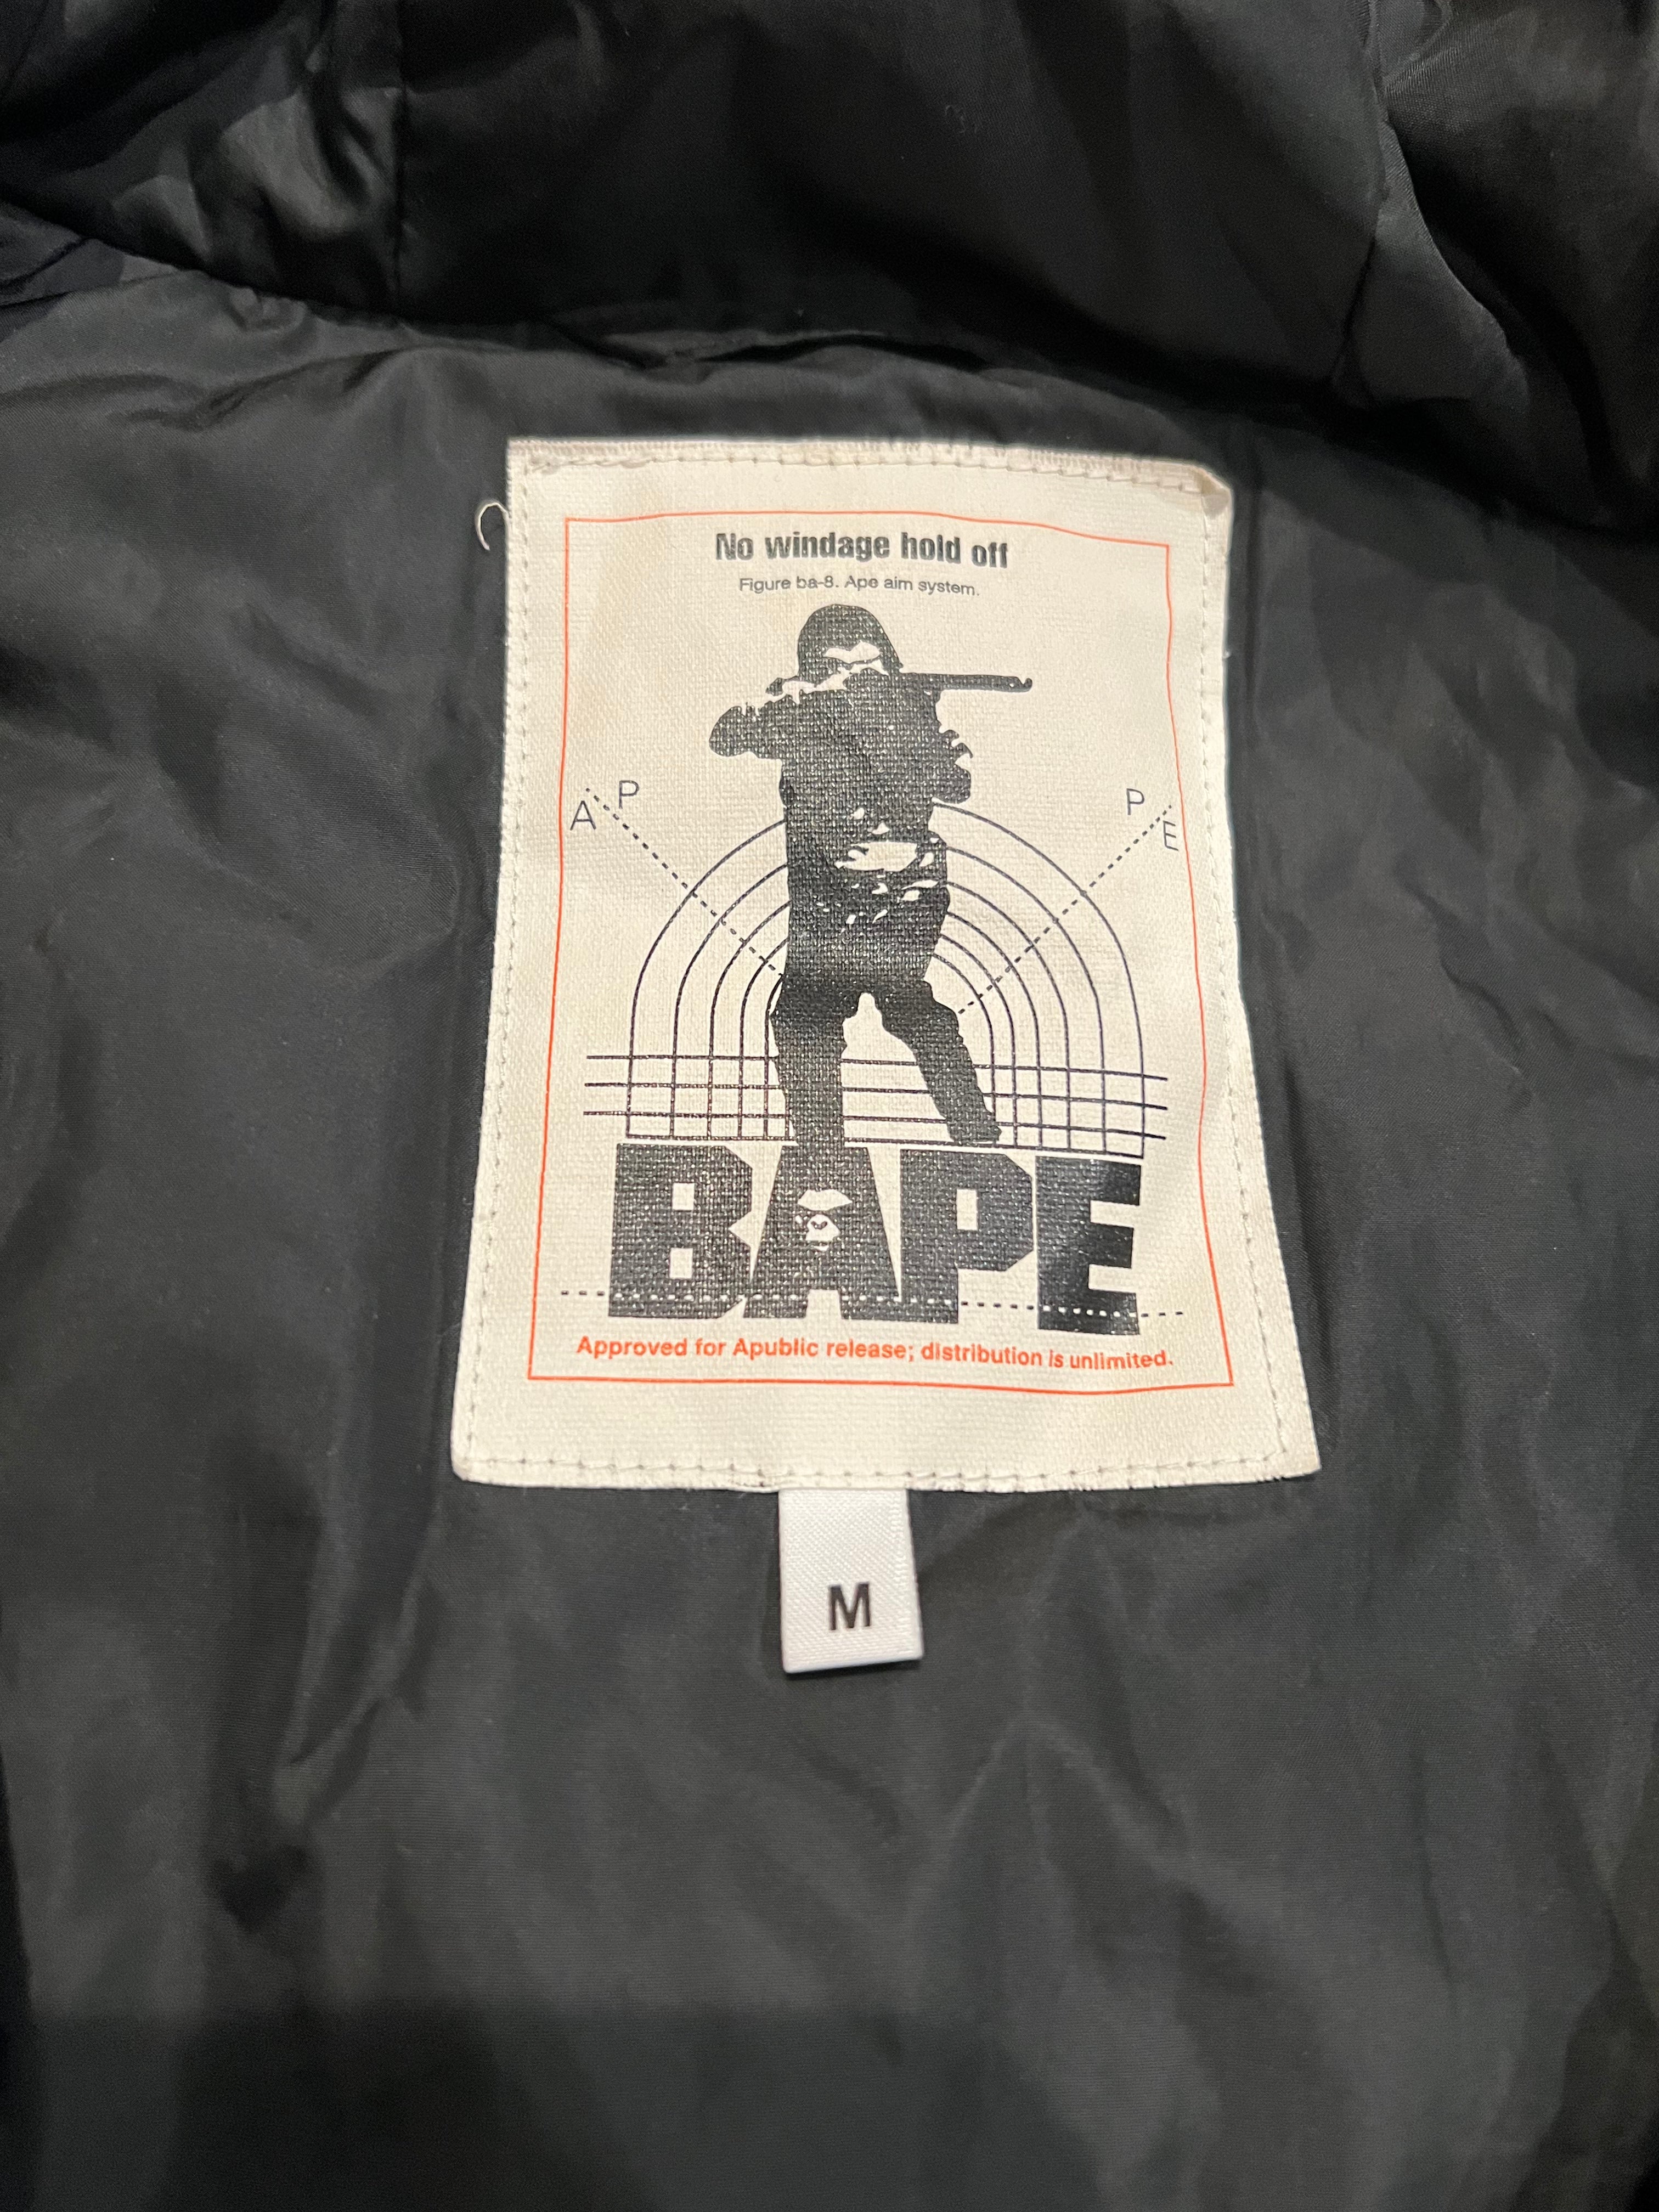 No windage hold off
Figure ba-8. Ape aim system.
A P P E
BAPE
Approved for Apublic release; distribution is unlimited.
M